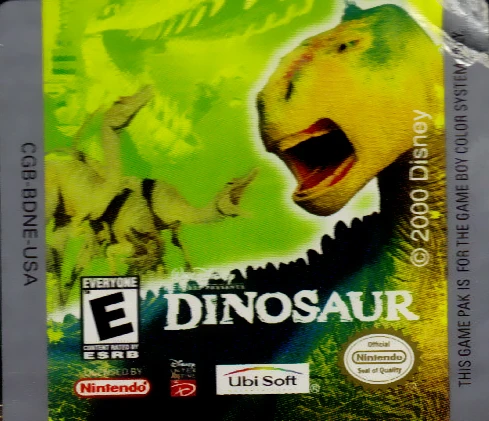 CGB-BDNE-USA
© 2000 Disney
THIS GAME PAK IS FOR THE GAME BOY COLOR SYSTEM
DINOSAUR
EVERYONE
E
CONTENT RATED BY
ESRB
LICENSED BY
Nintendo
Disney
Ubi Soft
®
Official
Nintendo
Seal of Quality